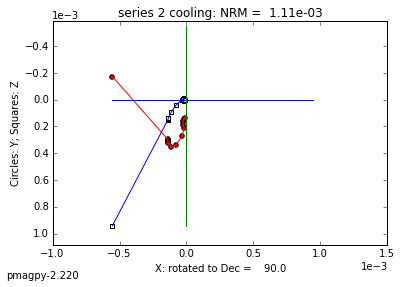 1e-3
series 2 cooling: NRM = 1.11e-03
−0.4
−0.2
0.0
0.2
0.4
0.6
0.8
1.0
Circles: Y; Squares: Z
−1.0 −0.5 0.0 0.5 1.0 1.5
1e-3
X: rotated to Dec = 90.0
pmagpy-2.220